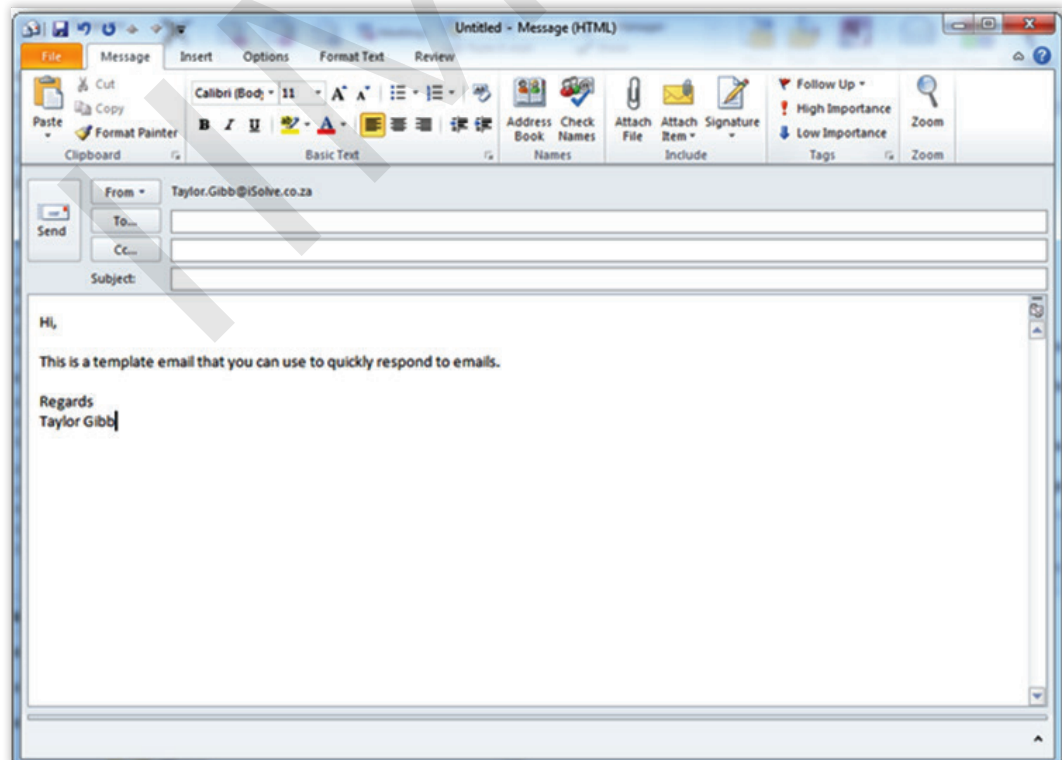 Untitled - Message (HTML)
File Message Insert Options Format Text Review
Paste
Cut
Copy
Format Painter
Clipboard
Calibri (Body 11
B I U
Basic Text
Address Book
Check Names
Names
Attach File
Attach Item
Signature
Include
Follow Up
High Importance
Low Importance
Tags
Zoom
Zoom
Send
From Taylor.Gibb@iSolve.co.za
To...
Cc...
Subject:
Hi,
This is a template email that you can use to quickly respond to emails.
Regards
Taylor Gibb